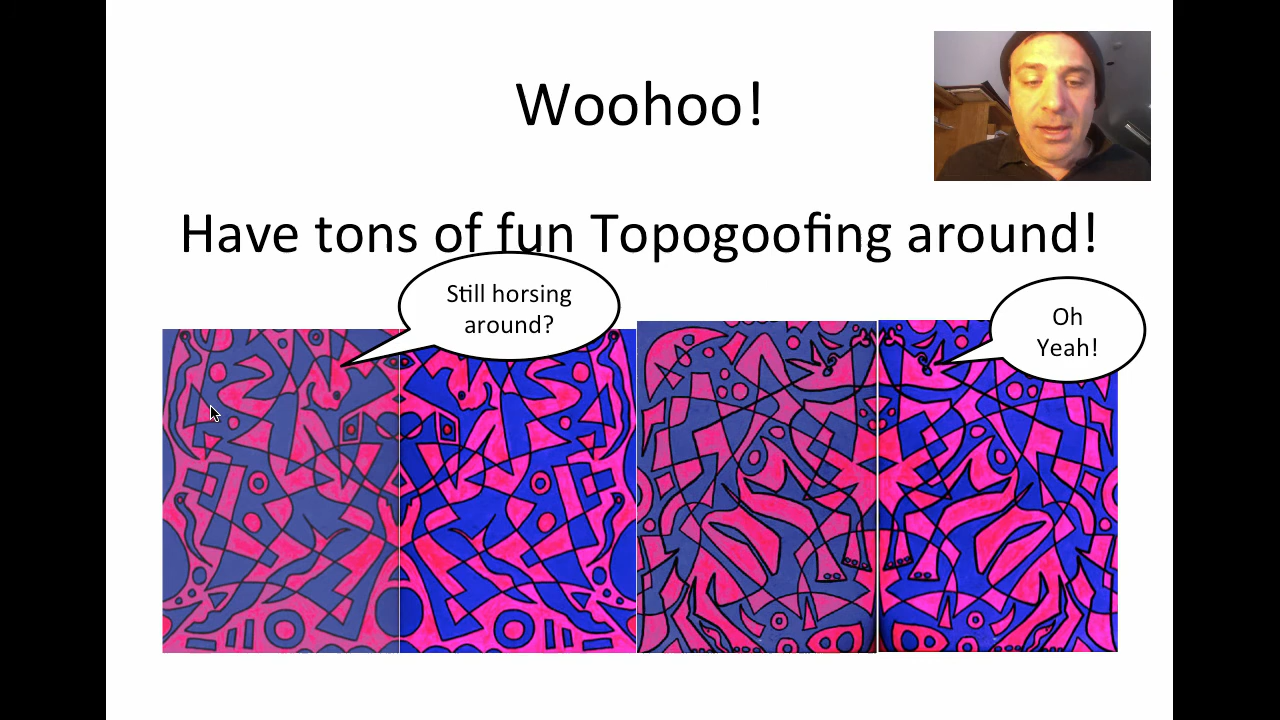 Woohoo!
Have tons of fun Topogoofing around!
Still horsing
around?
Oh
Yeah!